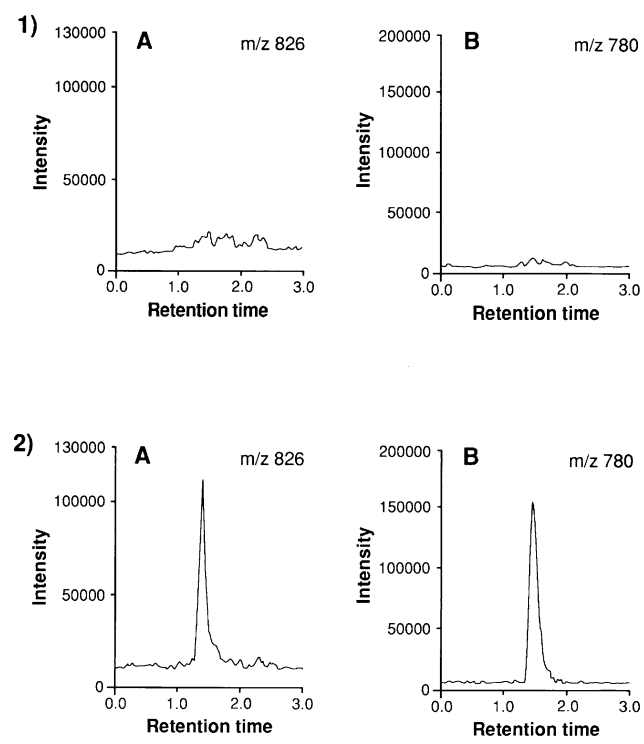 1)
A
m/z 826
130000
100000
50000
0
Intensity
0.0 1.0 2.0 3.0
Retention time
B
m/z 780
200000
150000
100000
50000
0
Intensity
0.0 1.0 2.0 3.0
Retention time
2)
A
m/z 826
130000
100000
50000
0
Intensity
0.0 1.0 2.0 3.0
Retention time
B
m/z 780
200000
150000
100000
50000
0
Intensity
0.0 1.0 2.0 3.0
Retention time